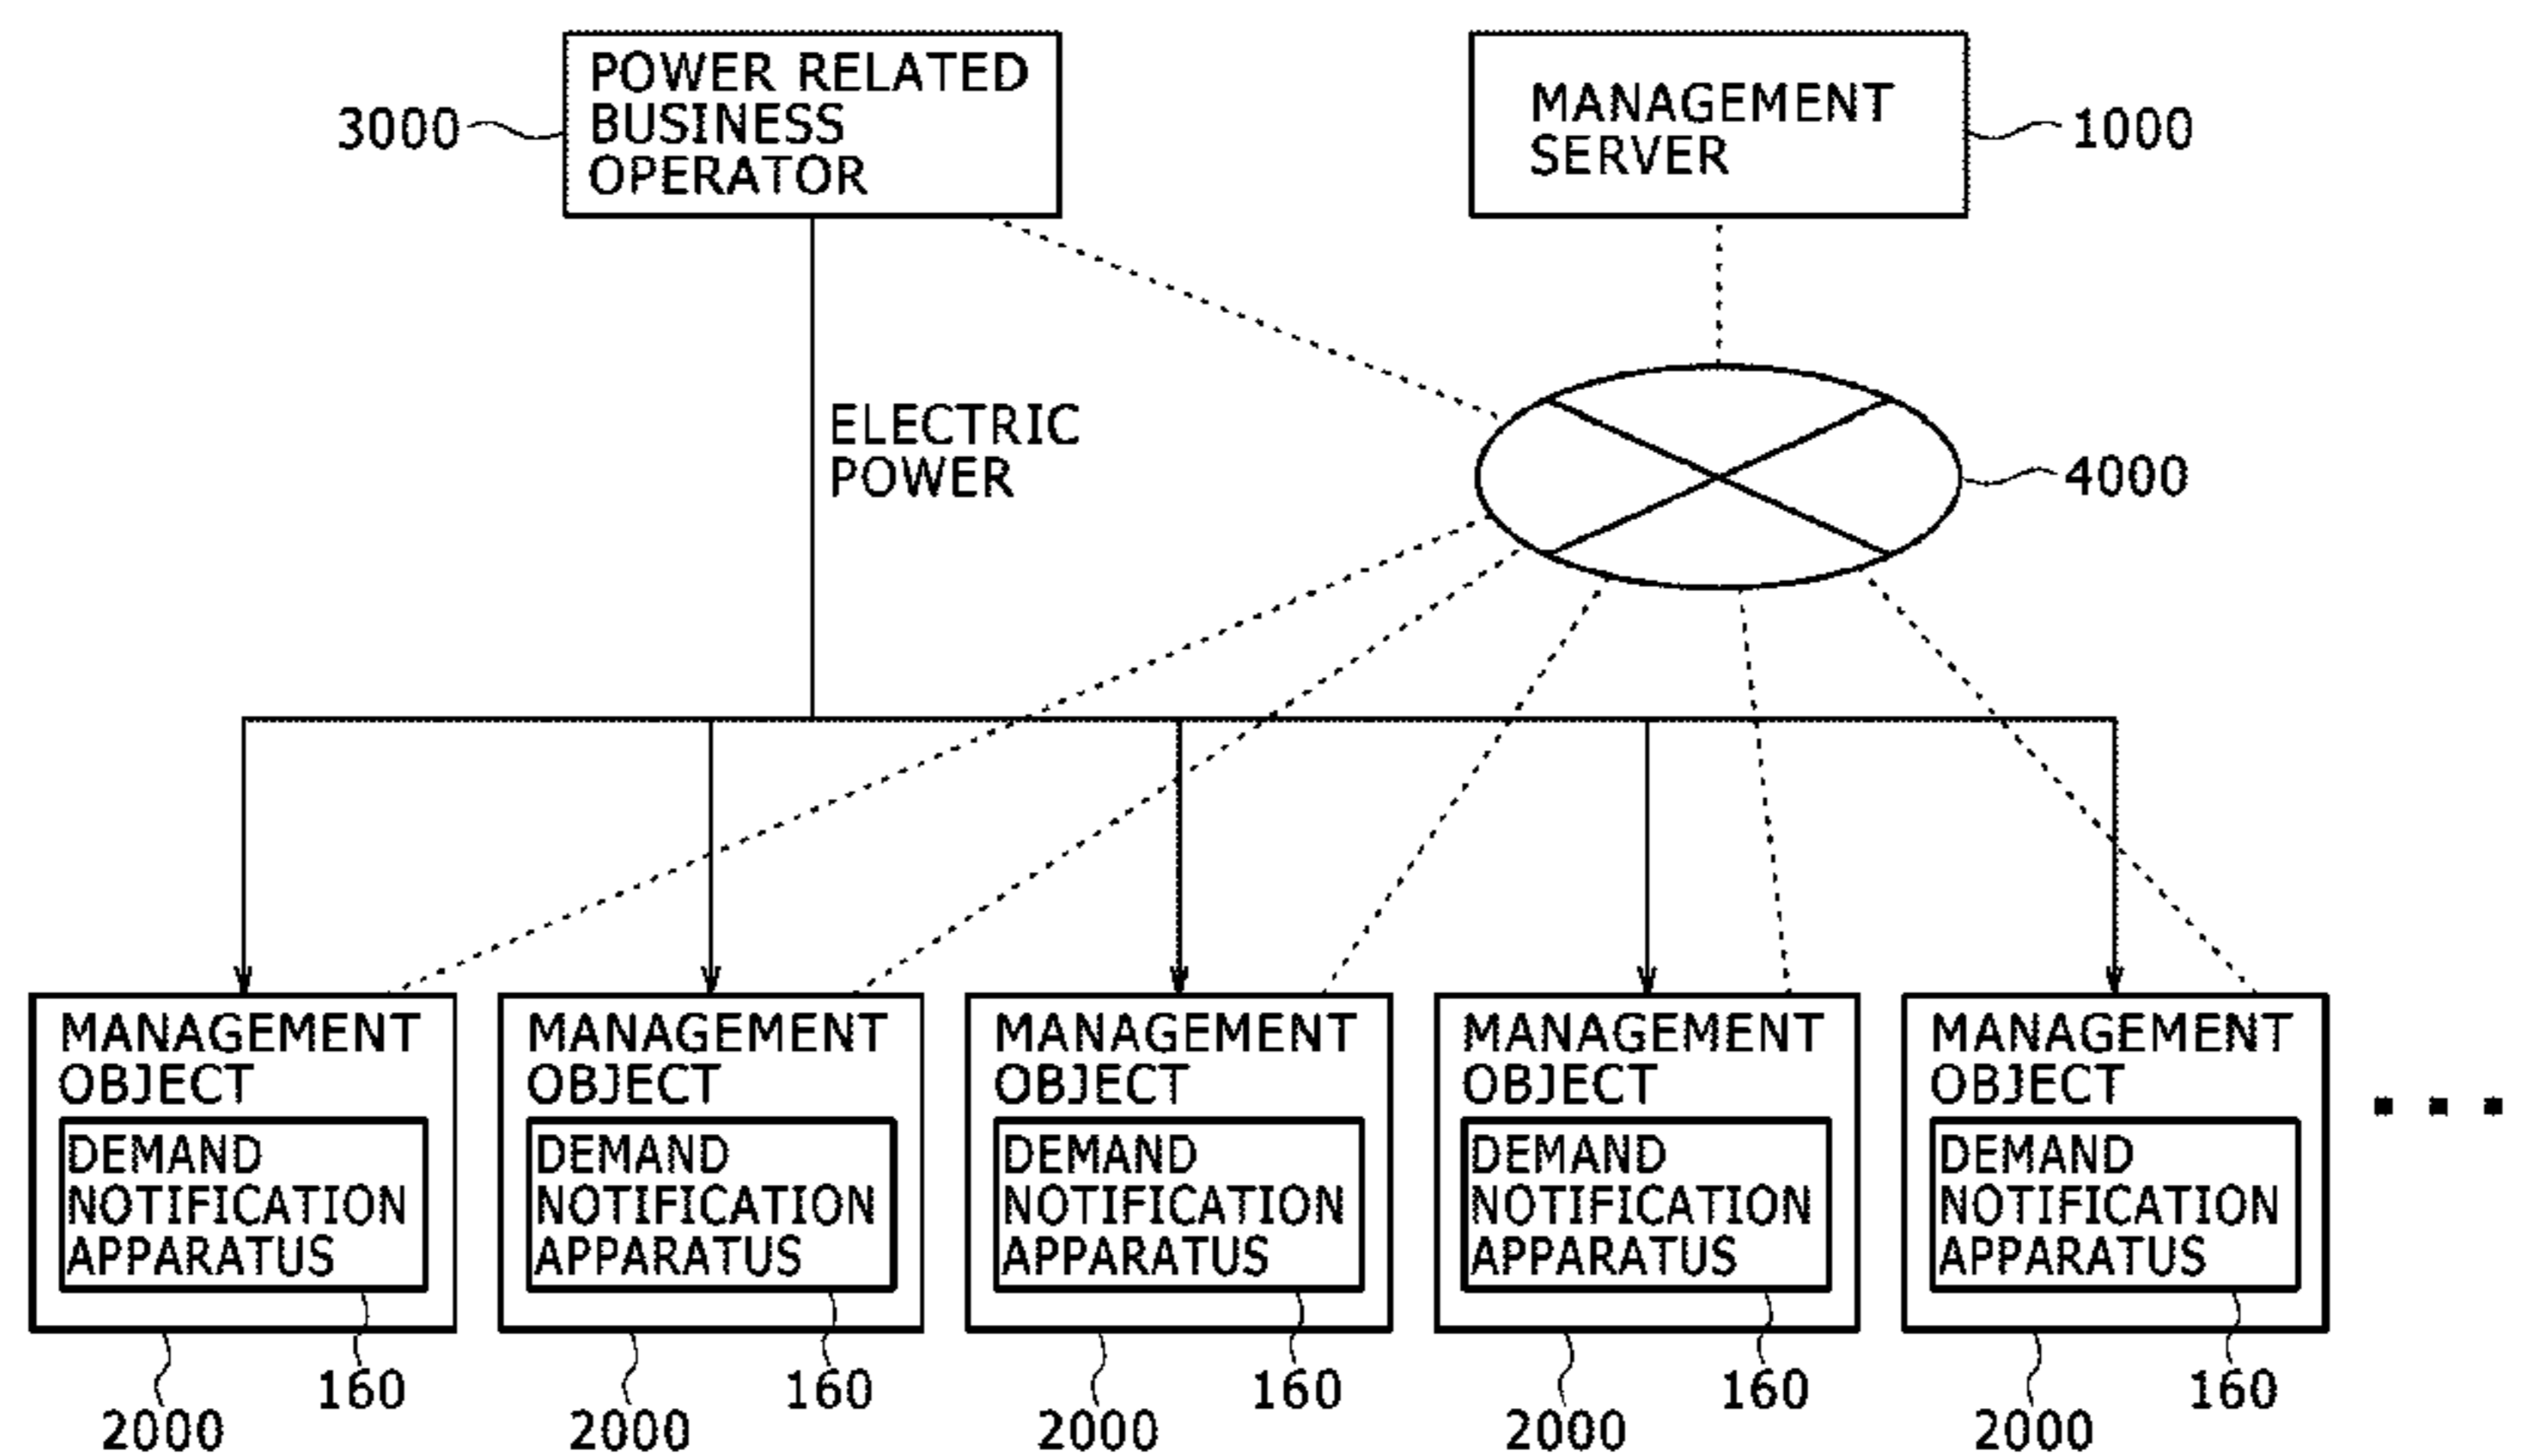 POWER RELATED
BUSINESS
OPERATOR
3000
MANAGEMENT
SERVER
1000
ELECTRIC
POWER
4000
MANAGEMENT
OBJECT
DEMAND
NOTIFICATION
APPARATUS
160
2000
MANAGEMENT
OBJECT
DEMAND
NOTIFICATION
APPARATUS
160
2000
MANAGEMENT
OBJECT
DEMAND
NOTIFICATION
APPARATUS
160
2000
MANAGEMENT
OBJECT
DEMAND
NOTIFICATION
APPARATUS
160
2000
MANAGEMENT
OBJECT
DEMAND
NOTIFICATION
APPARATUS
160
2000
...